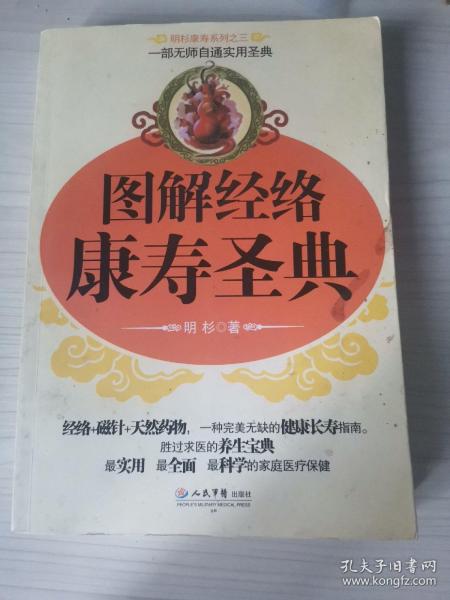 明杉康寿系列之三
一部无师自通实用圣典
图解经络
康寿圣典
明杉◎著
经络+磁针+天然药物，一种完美无缺的健康长寿指南。
胜过求医的养生宝典
最实用 最全面 最科学的家庭医疗保健
人民军医出版社
PEOPLE'S MILITARY MEDICAL PRESS
孔夫子旧书网
www.kongfz.com